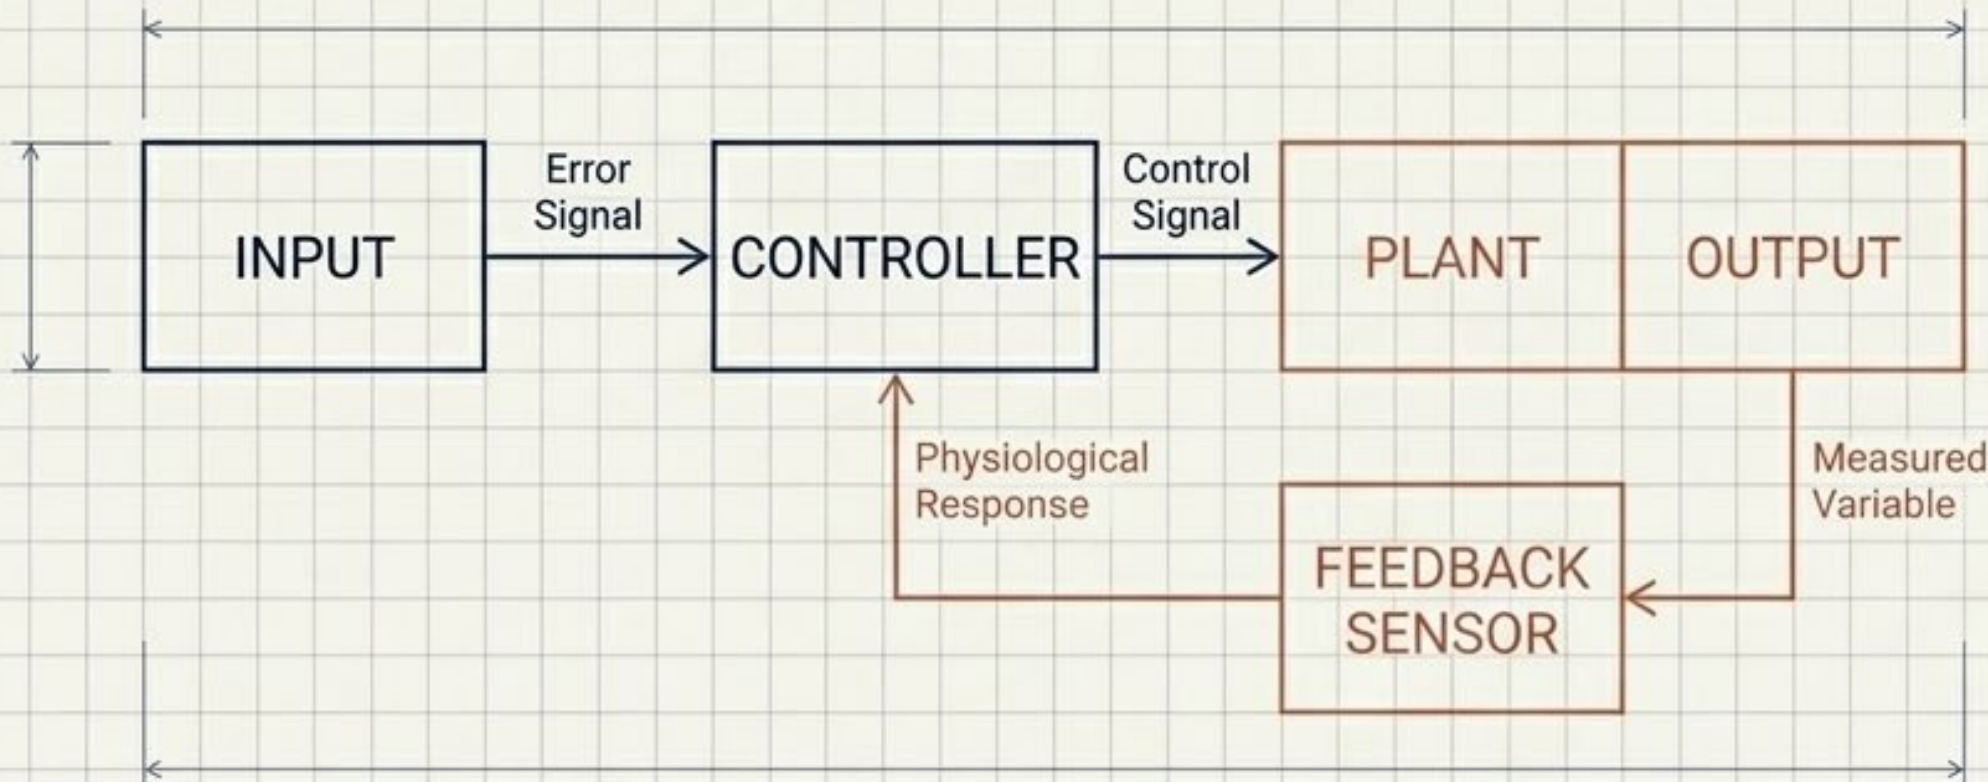 Error
Signal
Control
Signal
INPUT
CONTROLLER
PLANT
OUTPUT
Physiological
Response
Measured
Variable
FEEDBACK
SENSOR